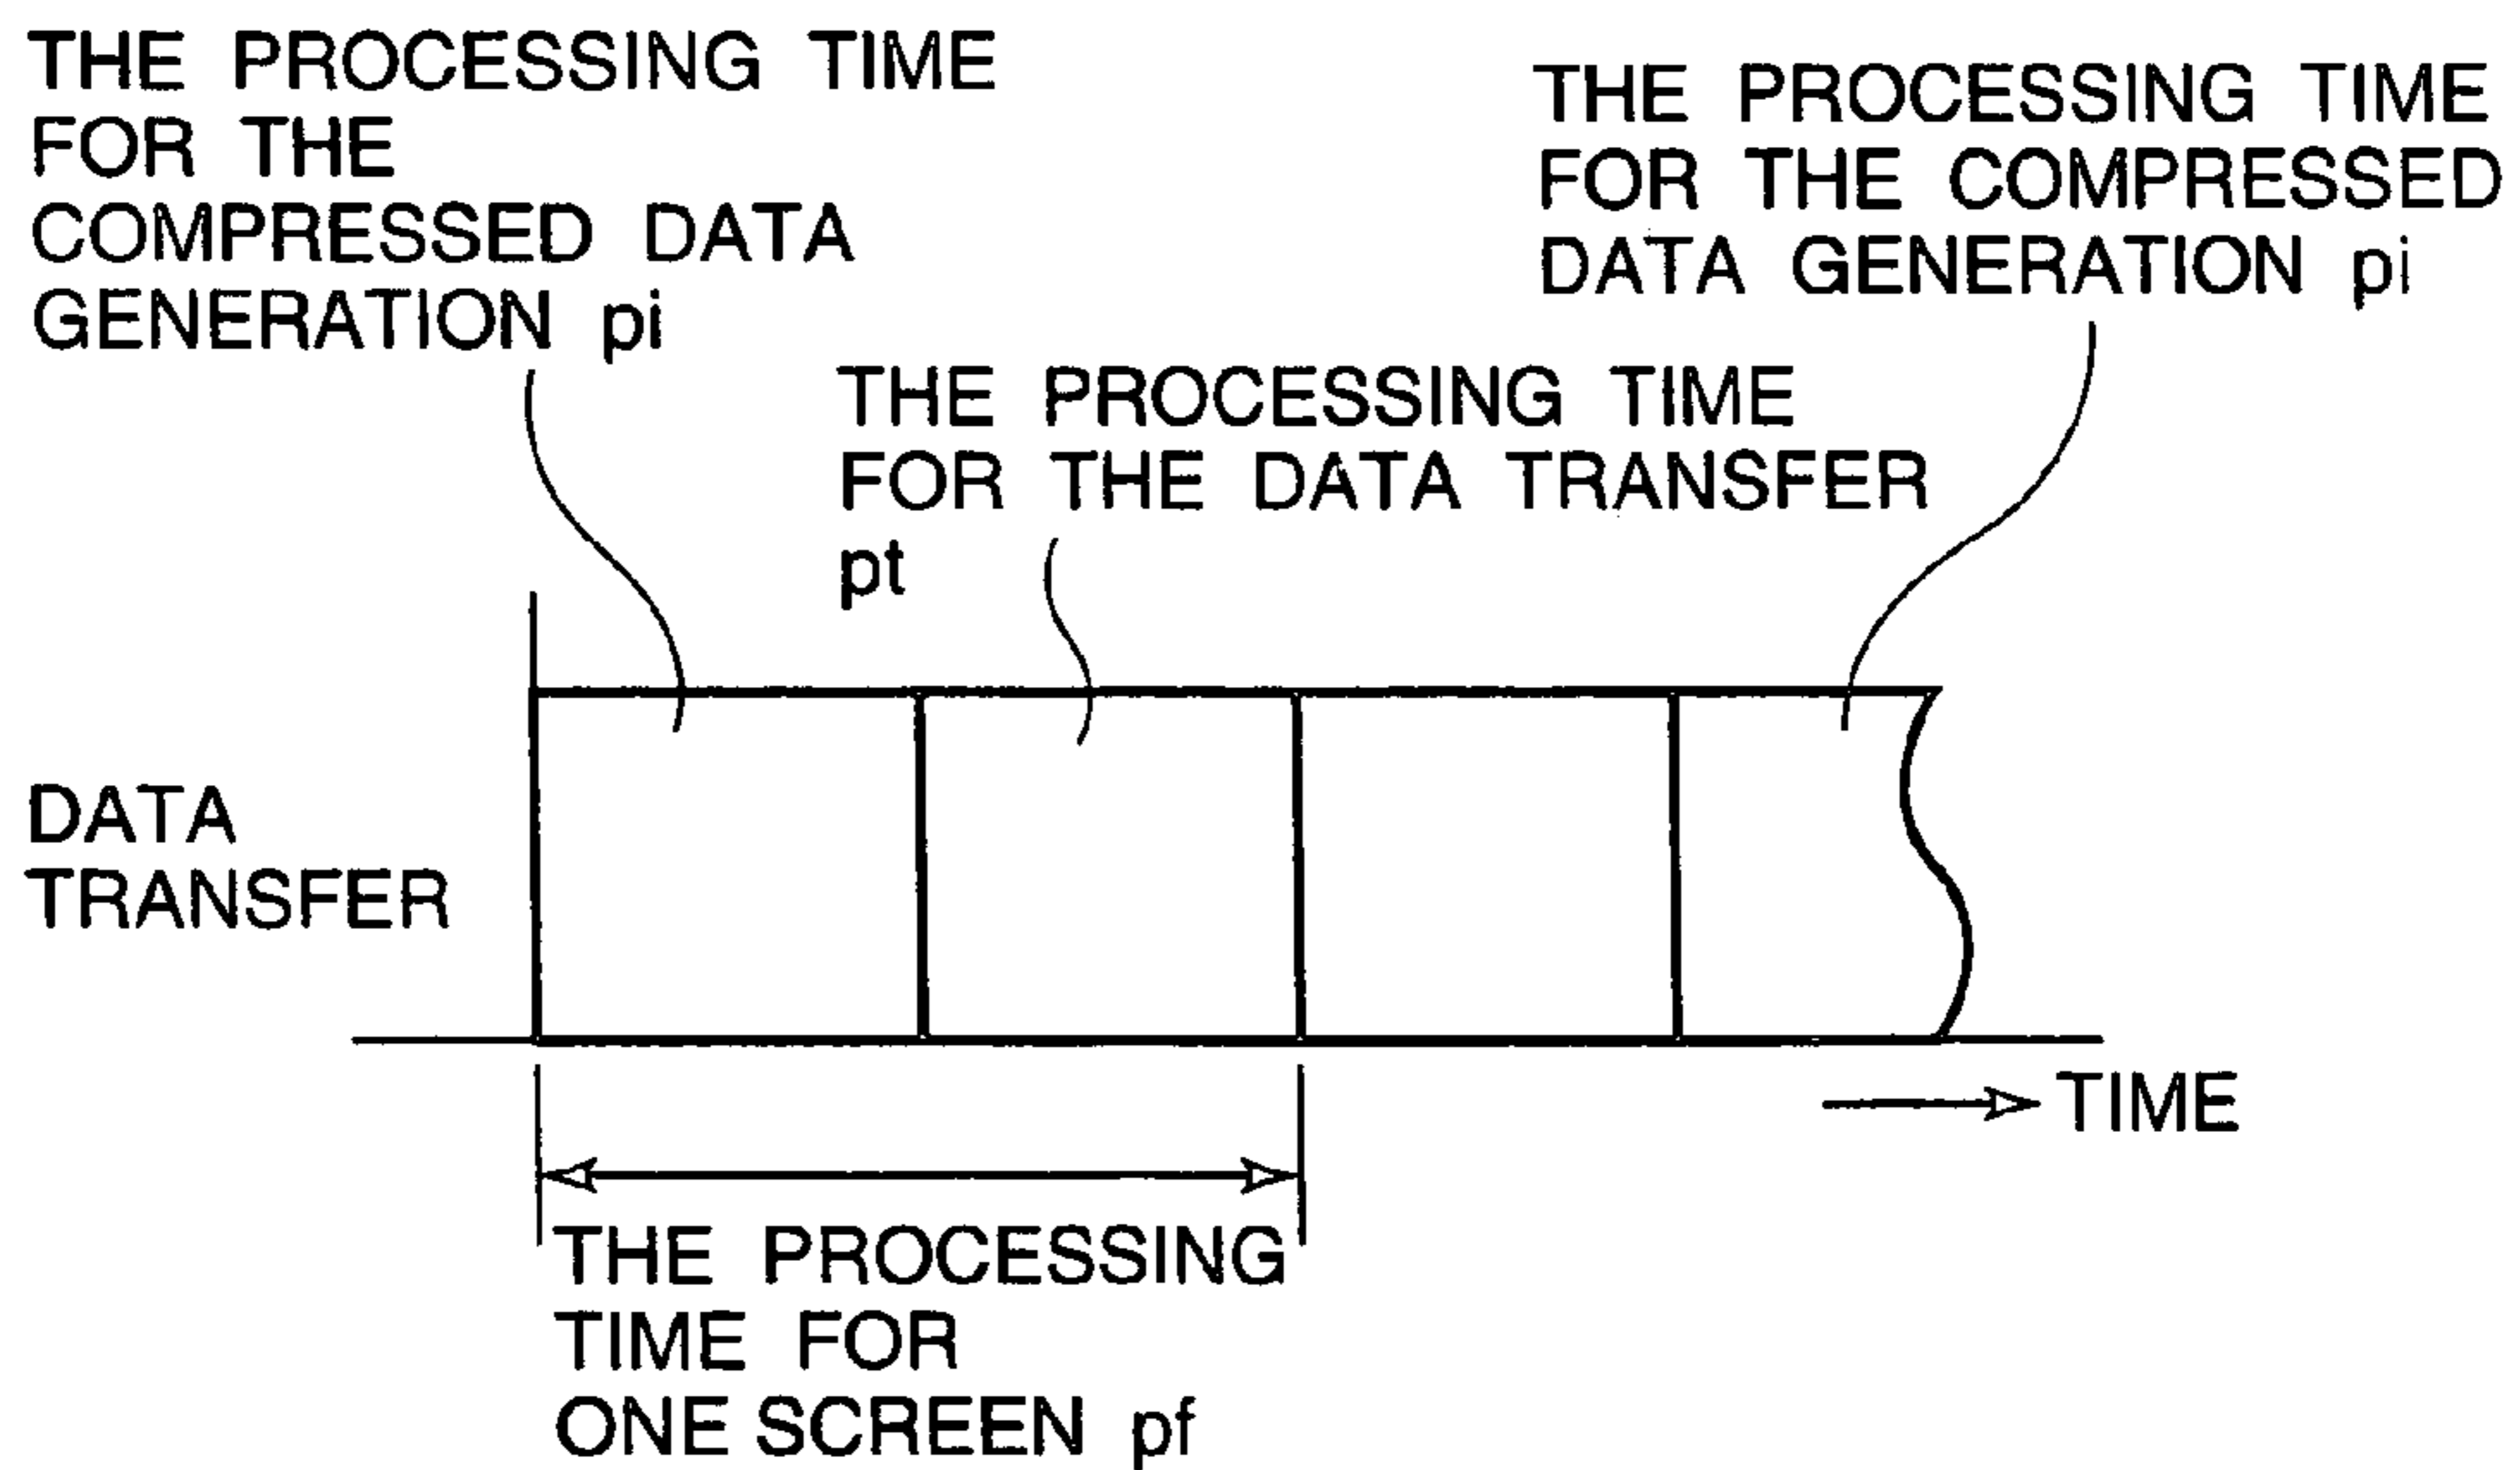 THE PROCESSING TIME
FOR THE
COMPRESSED DATA
GENERATION pi
THE PROCESSING TIME
FOR THE COMPRESSED
DATA GENERATION pi
THE PROCESSING TIME
FOR THE DATA TRANSFER
pt
DATA
TRANSFER
TIME
THE PROCESSING
TIME FOR
ONE SCREEN pf